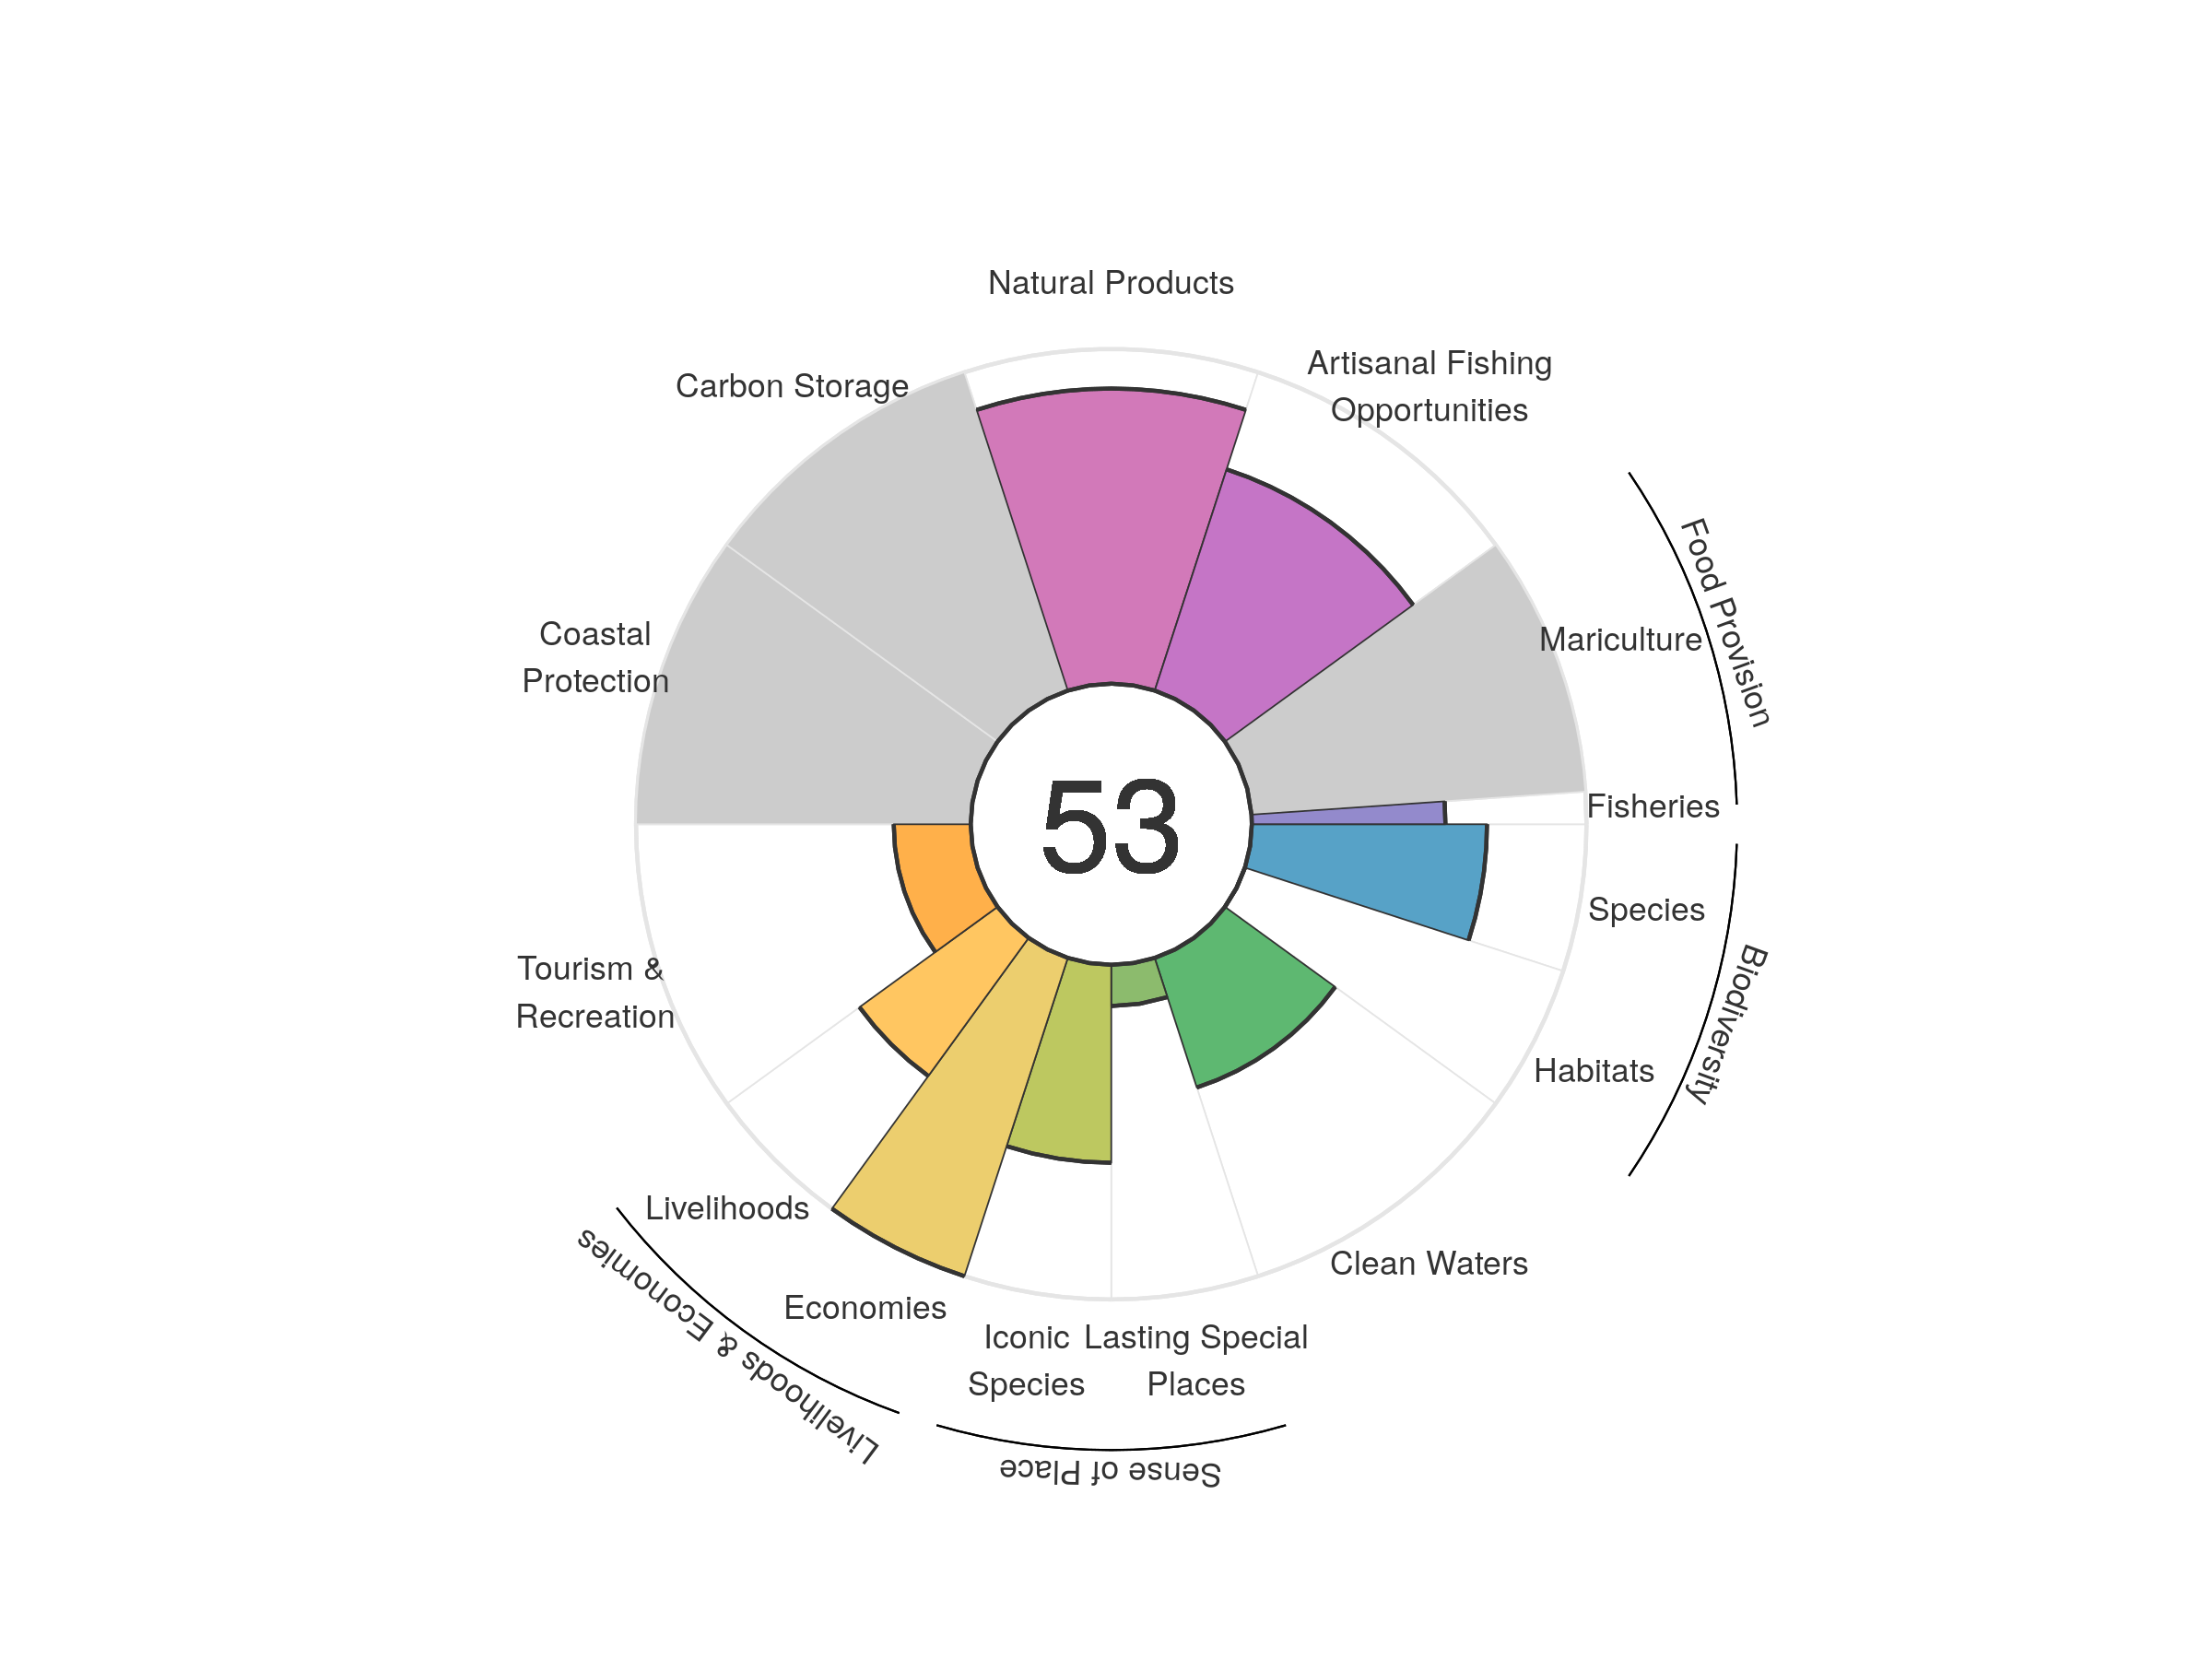 Natural Products
Artisanal Fishing
Opportunities
Carbon Storage
Food Provision
Mariculture
Coastal
Protection
Fisheries
53
Species
Biodiversity
Tourism &
Recreation
Habitats
Livelihoods
Clean Waters
Economies
Livelihoods & Economies
Iconic
Species
Lasting Special
Places
Sense of Place